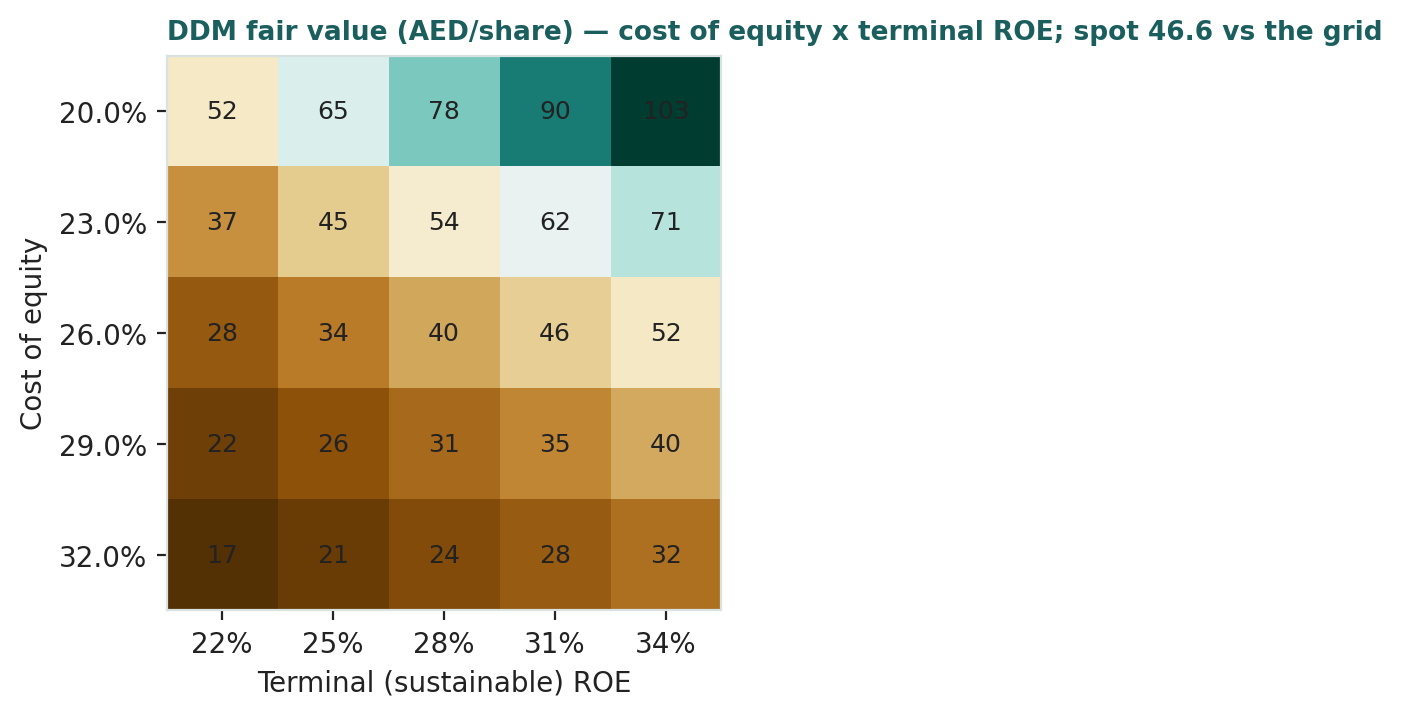 DDM fair value (AED/share) — cost of equity x terminal ROE; spot 46.6 vs the grid
Cost of equity
20.0% 52 65 78 90 103
23.0% 37 45 54 62 71
26.0% 28 34 40 46 52
29.0% 22 26 31 35 40
32.0% 17 21 24 28 32
22% 25% 28% 31% 34%
Terminal (sustainable) ROE